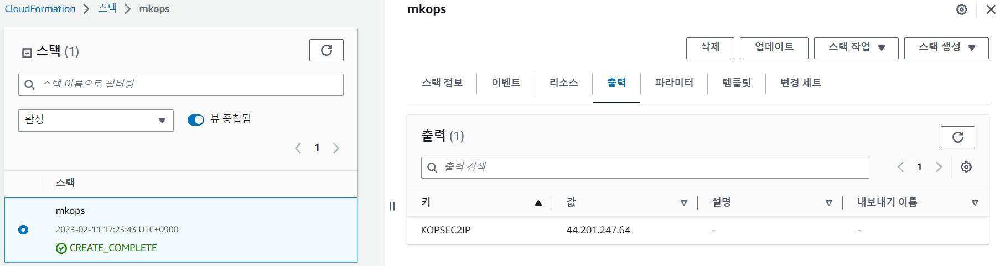 CloudFormation > 스택 > mkops
스택 (1)
스택 이름으로 필터링
활성
뷰 중첩됨
1
스택
mkops
2023-02-11 17:23:43 UTC+0900
CREATE_COMPLETE
mkops
삭제 업데이트 스택 작업 스택 생성
스택 정보 이벤트 리소스 출력 파라미터 템플릿 변경 세트
출력 (1)
출력 검색
1
키 값 설명 내보내기 이름
KOPSEC2IP 44.201.247.64 - -